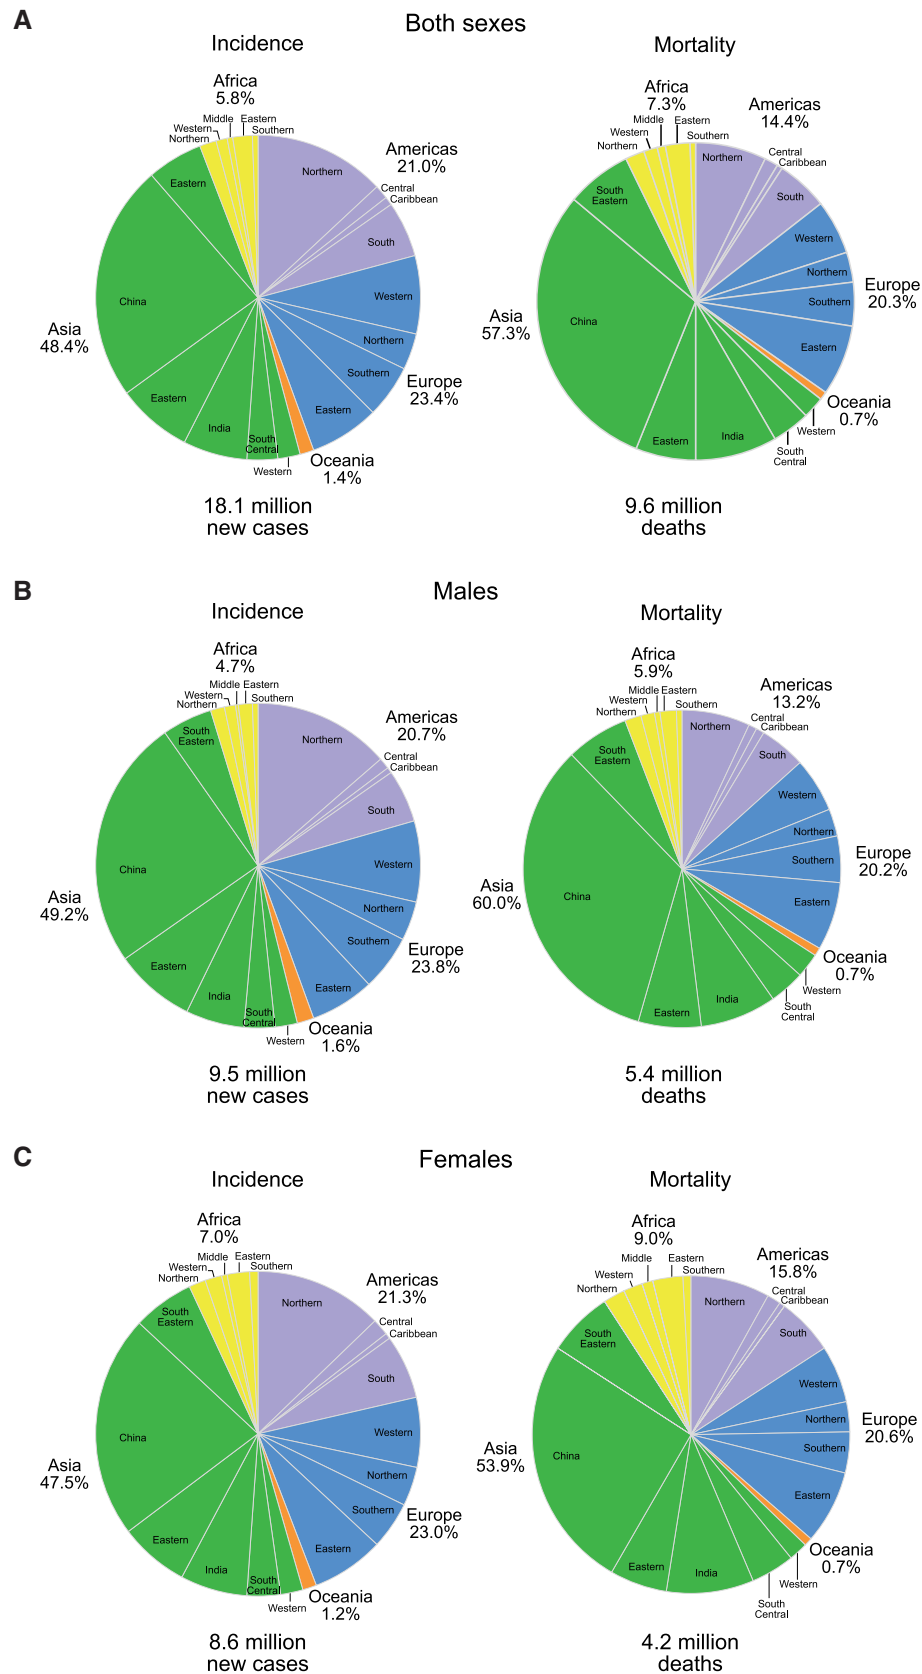 A
Both sexes
Incidence
Africa
5.8%
Middle
Eastern
Western
Southern
Northern
Americas
21.0%
Northern
Central
Caribbean
South
Western
Northern
Southern
Eastern
Europe
23.4%
Oceania
1.4%
Western
South
Central
India
Eastern
China
Eastern
Asia
48.4%
18.1 million
new cases
Mortality
Africa
7.3%
Middle
Eastern
Western
Southern
Northern
Americas
14.4%
Northern
Central
Caribbean
South
Western
Northern
Southern
Eastern
Europe
20.3%
Oceania
0.7%
Western
South
Central
India
Eastern
China
South
Eastern
Asia
57.3%
9.6 million
deaths
B
Males
Incidence
Africa
4.7%
Middle
Eastern
Western
Southern
Northern
Americas
20.7%
Northern
Central
Caribbean
South
Western
Northern
Southern
Eastern
Europe
23.8%
Oceania
1.6%
Western
South
Central
India
Eastern
China
South
Eastern
Asia
49.2%
9.5 million
new cases
Mortality
Africa
5.9%
Middle
Eastern
Western
Southern
Northern
Americas
13.2%
Northern
Central
Caribbean
South
Western
Northern
Southern
Eastern
Europe
20.2%
Oceania
0.7%
Western
South
Central
India
Eastern
China
South
Eastern
Asia
60.0%
5.4 million
deaths
C
Females
Incidence
Africa
7.0%
Middle
Eastern
Western
Southern
Northern
Americas
21.3%
Northern
Central
Caribbean
South
Western
Northern
Southern
Eastern
Europe
23.0%
Oceania
1.2%
Western
South
Central
India
Eastern
China
South
Eastern
Asia
47.5%
8.6 million
new cases
Mortality
Africa
9.0%
Middle
Eastern
Western
Southern
Northern
Americas
15.8%
Northern
Central
Caribbean
South
Western
Northern
Southern
Eastern
Europe
20.6%
Oceania
0.7%
Western
South
Central
India
Eastern
China
South
Eastern
Asia
53.9%
4.2 million
deaths